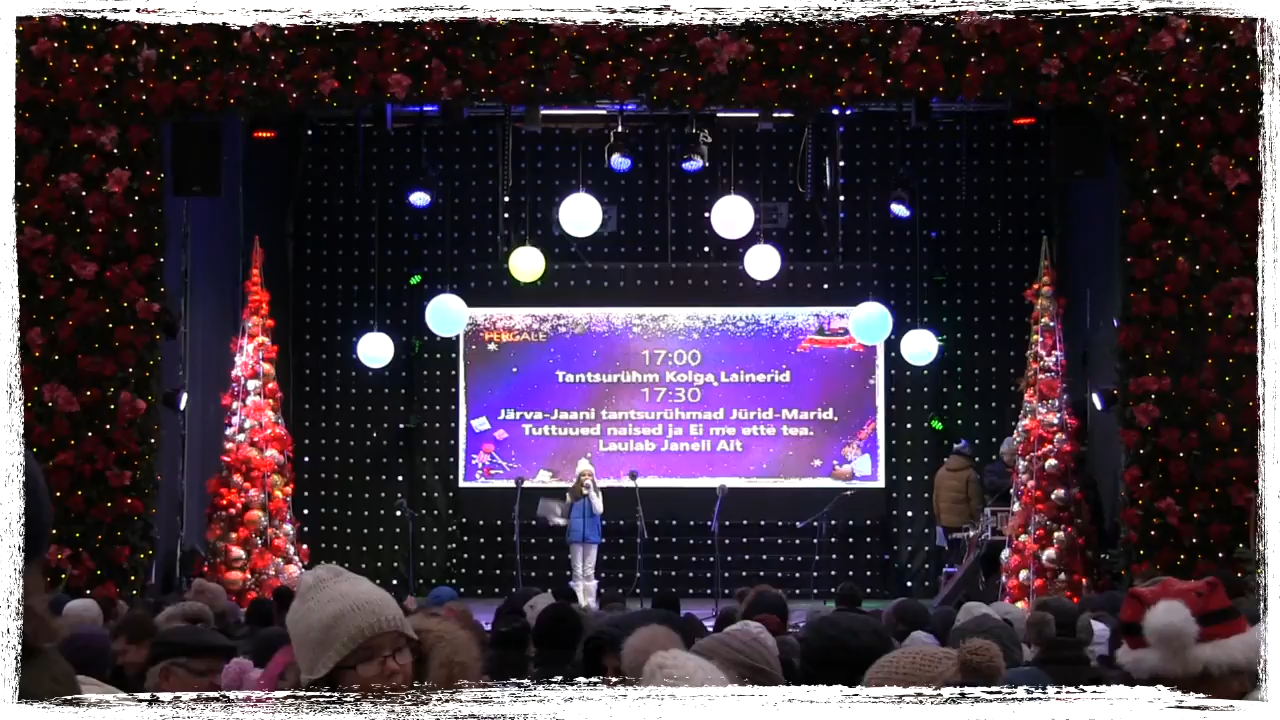 PERGALE
17:00
Tantsurühm Kolga Lainerid
17:30
Järva-Jaani tantsurühmad Jürid-Marid,
Tuttuued naised ja Ei me ette tea.
Laulab Janeli Alt